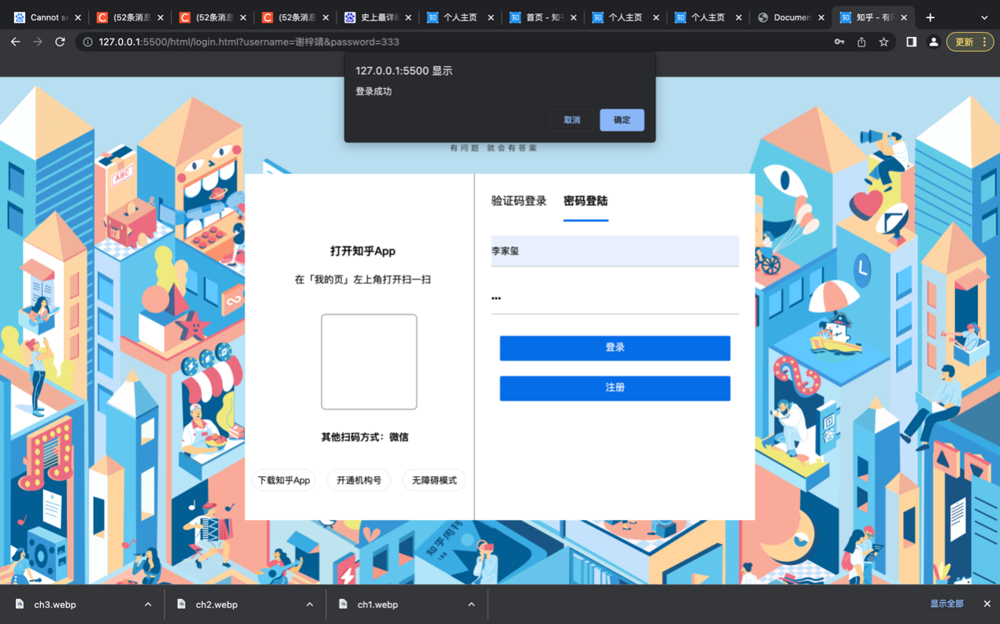 Cannot se
(52条消息
(52条消息
(52条消息
史上最详细
个人主页
首页 - 知乎
个人主页
个人主页
Documen
知乎 - 有问
127.0.0.1:5500/html/login.html?username=谢梓靖&password=333
更新
127.0.0.1:5500 显示
登录成功
取消
确定
有问题 就会有答案
ABC
验证码登录
密码登陆
打开知乎App
李家玺
在「我的页」左上角打开扫一扫
•••
登录
注册
回答
其他扫码方式：微信
下载知乎App
开通机构号
无障碍模式
知乎周刊
ch3.webp
ch2.webp
ch1.webp
显示全部